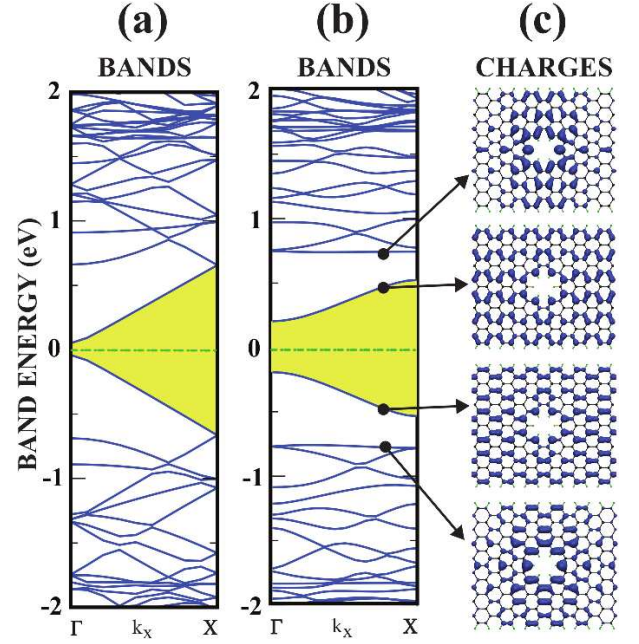 (a) (b) (c)
BANDS BANDS CHARGES
BAND ENERGY (eV)
2 2
1 1
0 0
-1 -1
-2 -2
Γ kx X Γ kx X